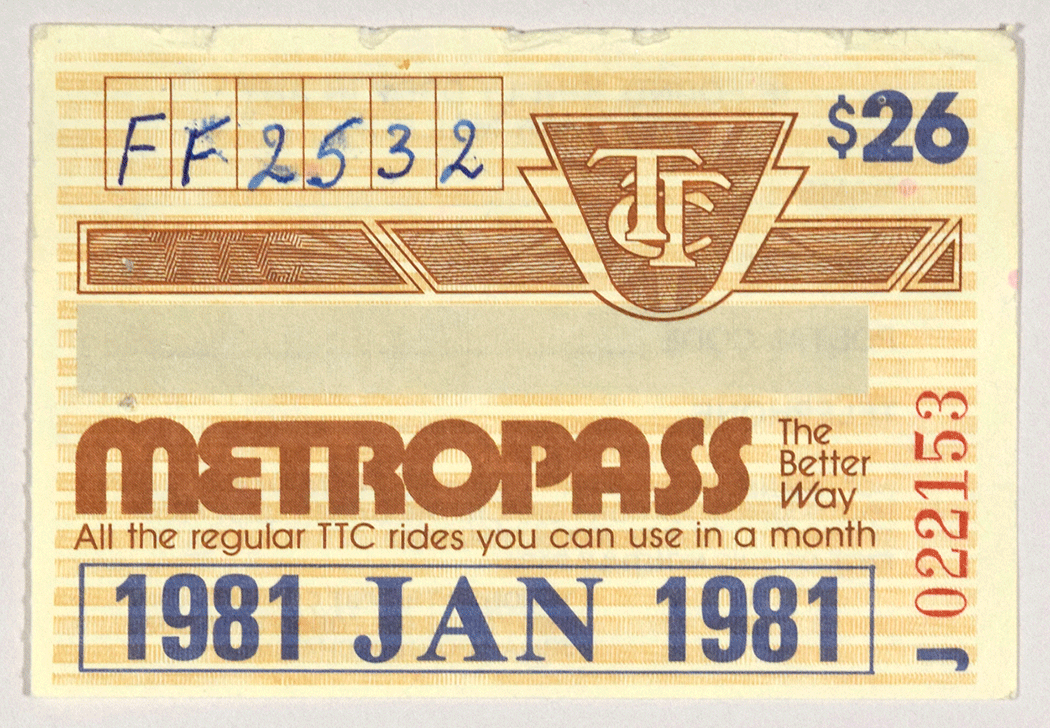 FF2532
$26
TTC
TTC
METROPASS
The
Better
Way
All the regular TTC rides you can use in a month
1981 JAN 1981
J 022153